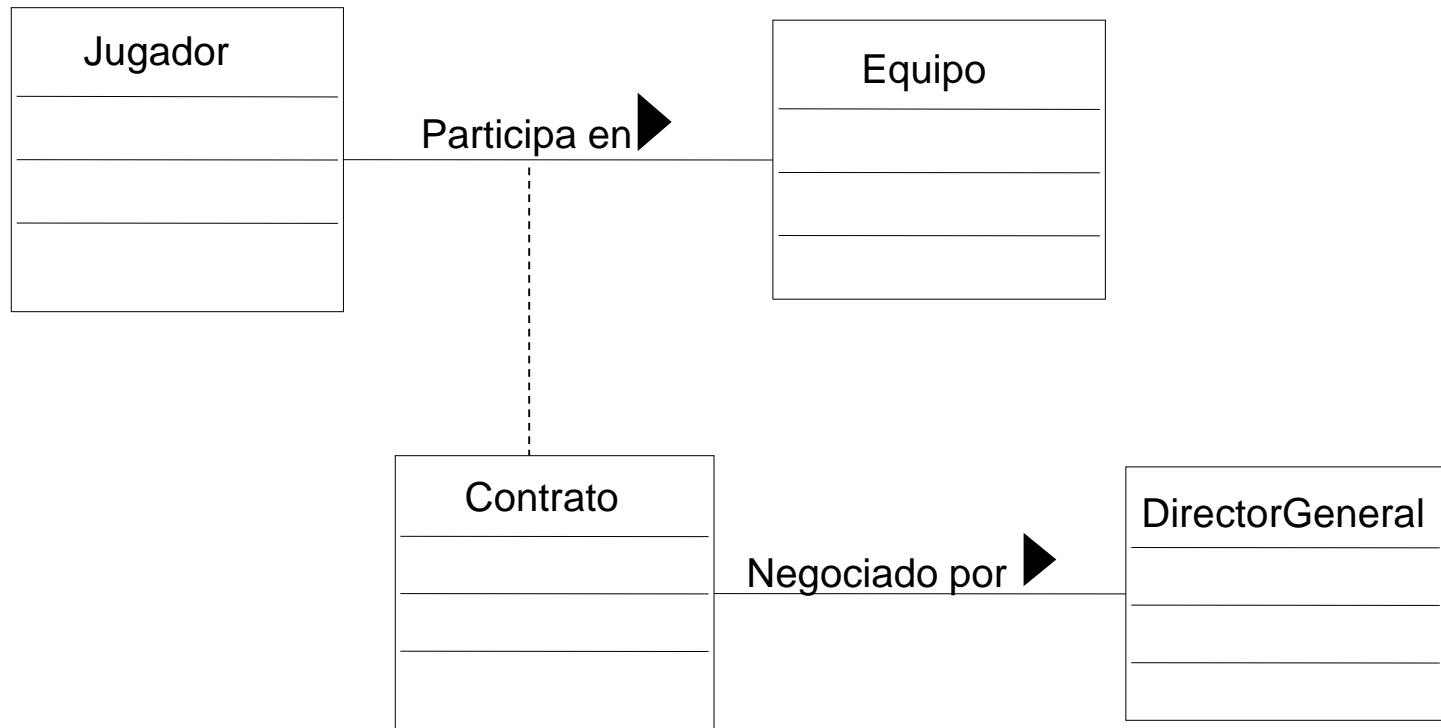 Jugador
Equipo
Participa en
Contrato
DirectorGeneral
Negociado por